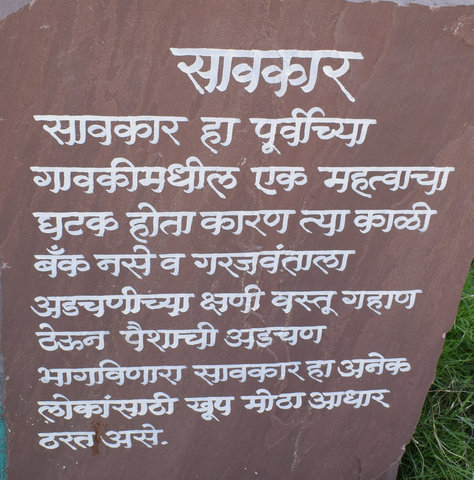 सावकार
सावकार हा पूर्वीच्या
गावकीमधील एक महत्वाचा
घटक होता कारण त्या काळी
बँक नसे व गरजवंताला
अडचणीच्या क्षणी वस्तू गहाण
ठेऊन पैशाची अडचण
भागविणारा सावकार हा अनेक
लोकांसाठी खूप मोठा आधार
ठरत असे.